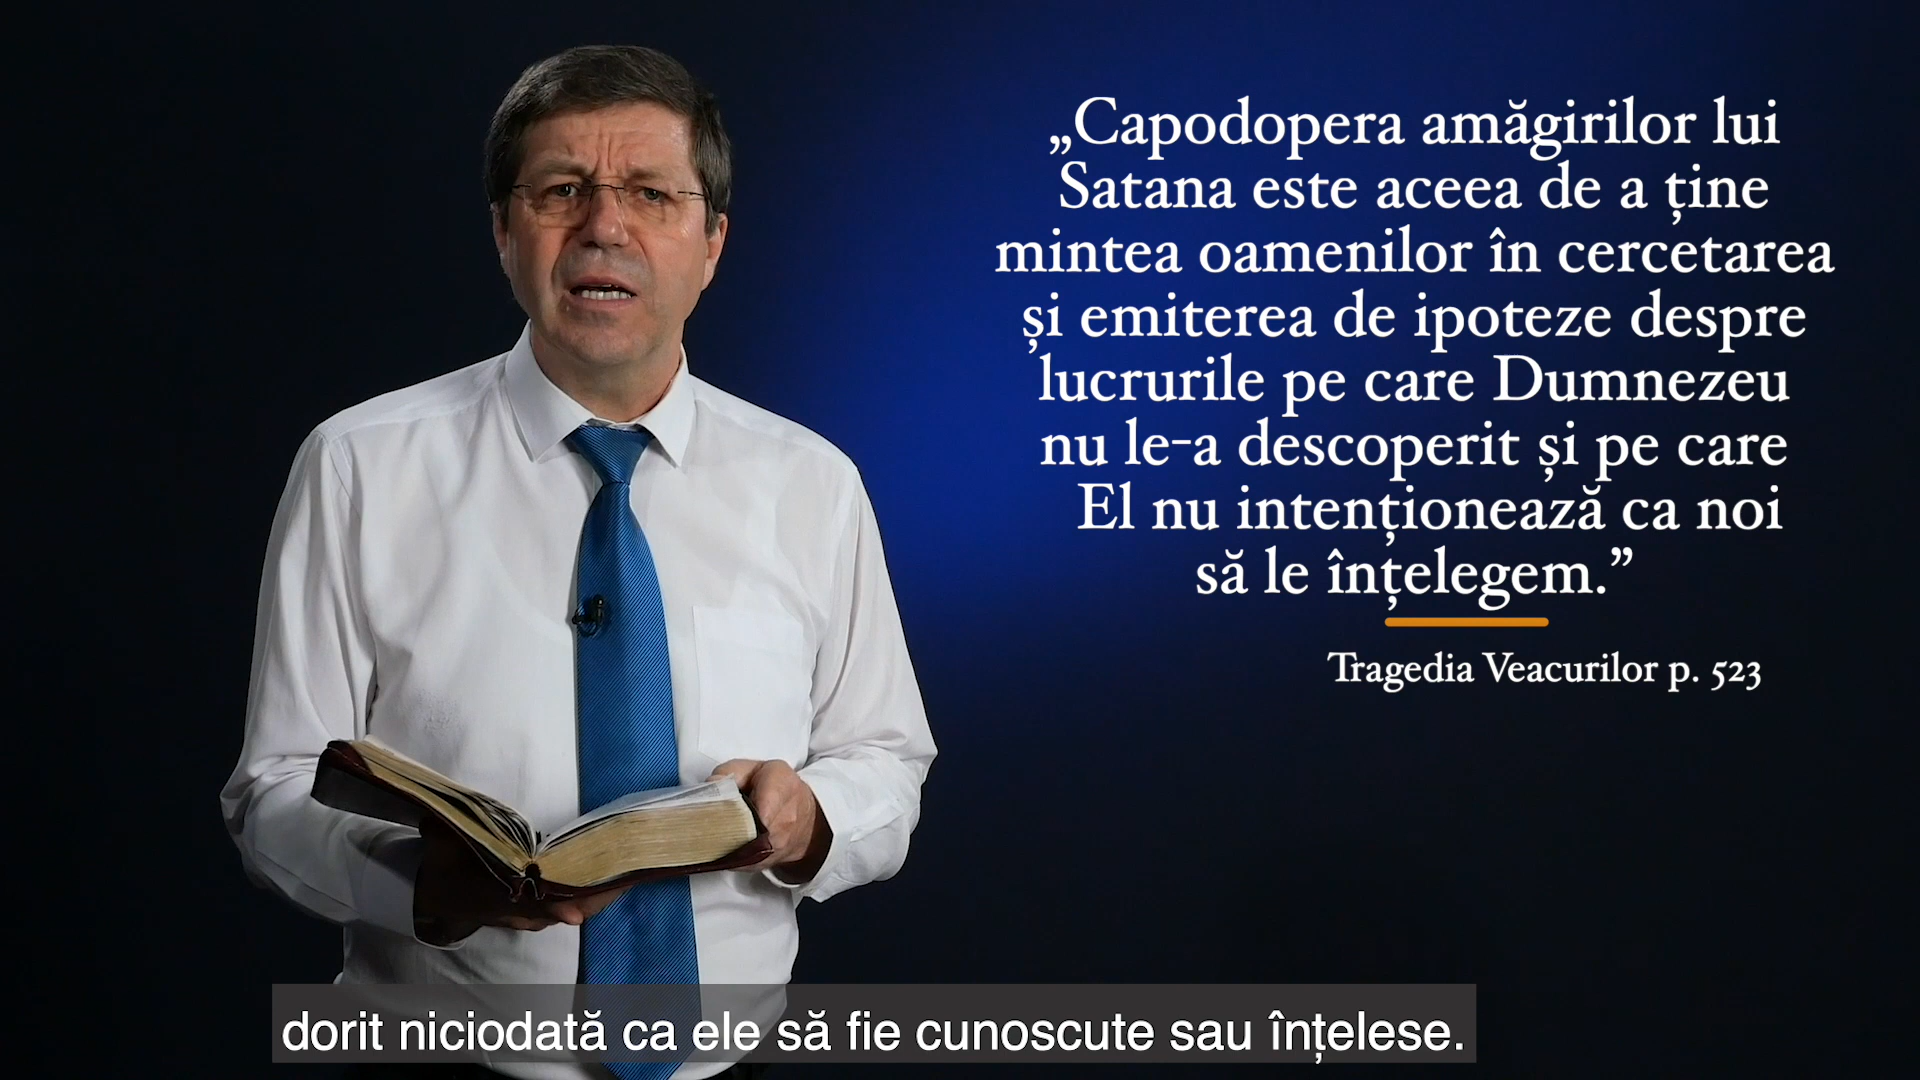 „Capodopera amăgirilor lui
Satana este aceea de a ține
mintea oamenilor în cercetarea
și emiterea de ipoteze despre
lucrurile pe care Dumnezeu
nu le-a descoperit și pe care
El nu intenționează ca noi
să le înțelegem.”
Tragedia Veacurilor p. 523
dorit niciodată ca ele să fie cunoscute sau înțelese.